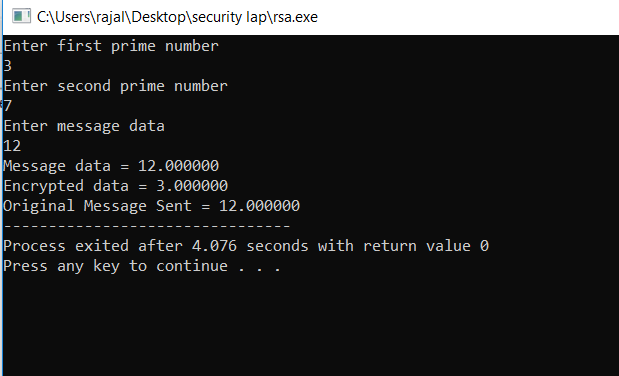 C:\Users\rajal\Desktop\security lap\rsa.exe
Enter first prime number
3
Enter second prime number
7
Enter message data
12
Message data = 12.000000
Encrypted data = 3.000000
Original Message Sent = 12.000000
--------------------------------
Process exited after 4.076 seconds with return value 0
Press any key to continue . . .